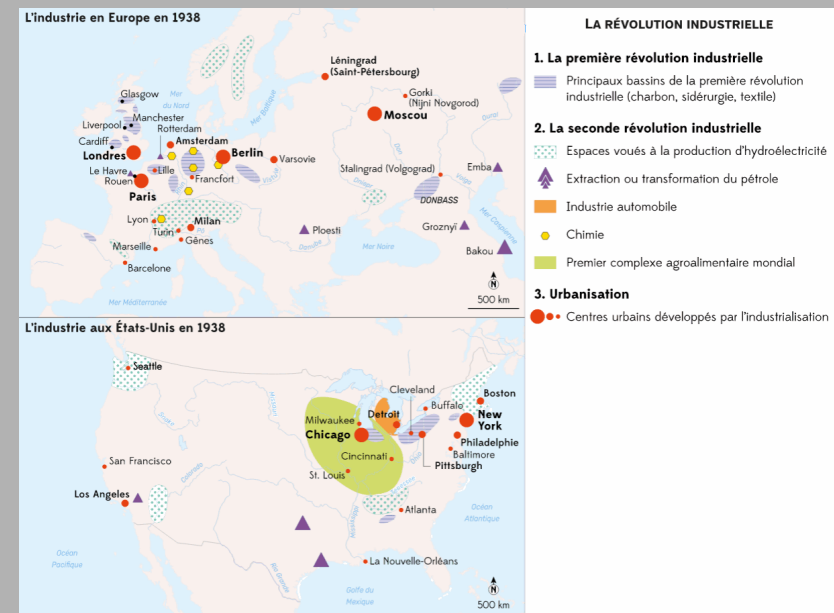 L'industrie en Europe en 1938
Léningrad
(Saint-Pétersbourg)
Glasgow
Mer
du Nord
Mer Baltique
Gorki
(Nijni Novgorod)
Moscou
Liverpool
Manchester
Rotterdam
Cardiff
Amsterdam
Londres
Berlin
Varsovie
Le Havre
Lille
Rouen
Francfort
Paris
Stalingrad (Volgograd)
Emba
DONBASS
Lyon
Milan
Turin
Pô
Gênes
Marseille
Barcelone
Ploesti
Danube
Mer Noire
Groznyï
Bakou
Mer Caspienne
Mer Méditerranée
N
500 km
L'industrie aux États-Unis en 1938
Seattle
Cleveland
Boston
Buffalo
Detroit
New
York
Milwaukee
Chicago
Philadelphie
Baltimore
Cincinnati
Pittsburgh
St. Louis
San Francisco
Colorado
Los Angeles
Atlanta
Mississippi
Océan
Atlantique
Océan
Pacifique
Rio Grande
La Nouvelle-Orléans
Golfe du
Mexique
N
500 km
LA RÉVOLUTION INDUSTRIELLE
1. La première révolution industrielle
Principaux bassins de la première révolution
industrielle (charbon, sidérurgie, textile)
2. La seconde révolution industrielle
Espaces voués à la production d'hydroélectricité
Extraction ou transformation du pétrole
Industrie automobile
Chimie
Premier complexe agroalimentaire mondial
3. Urbanisation
Centres urbains développés par l'industrialisation